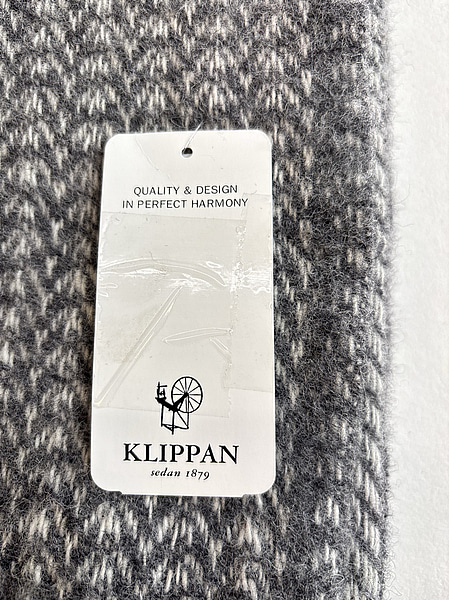 QUALITY & DESIGN
IN PERFECT HARMONY
KLIPPAN
sedan 1879